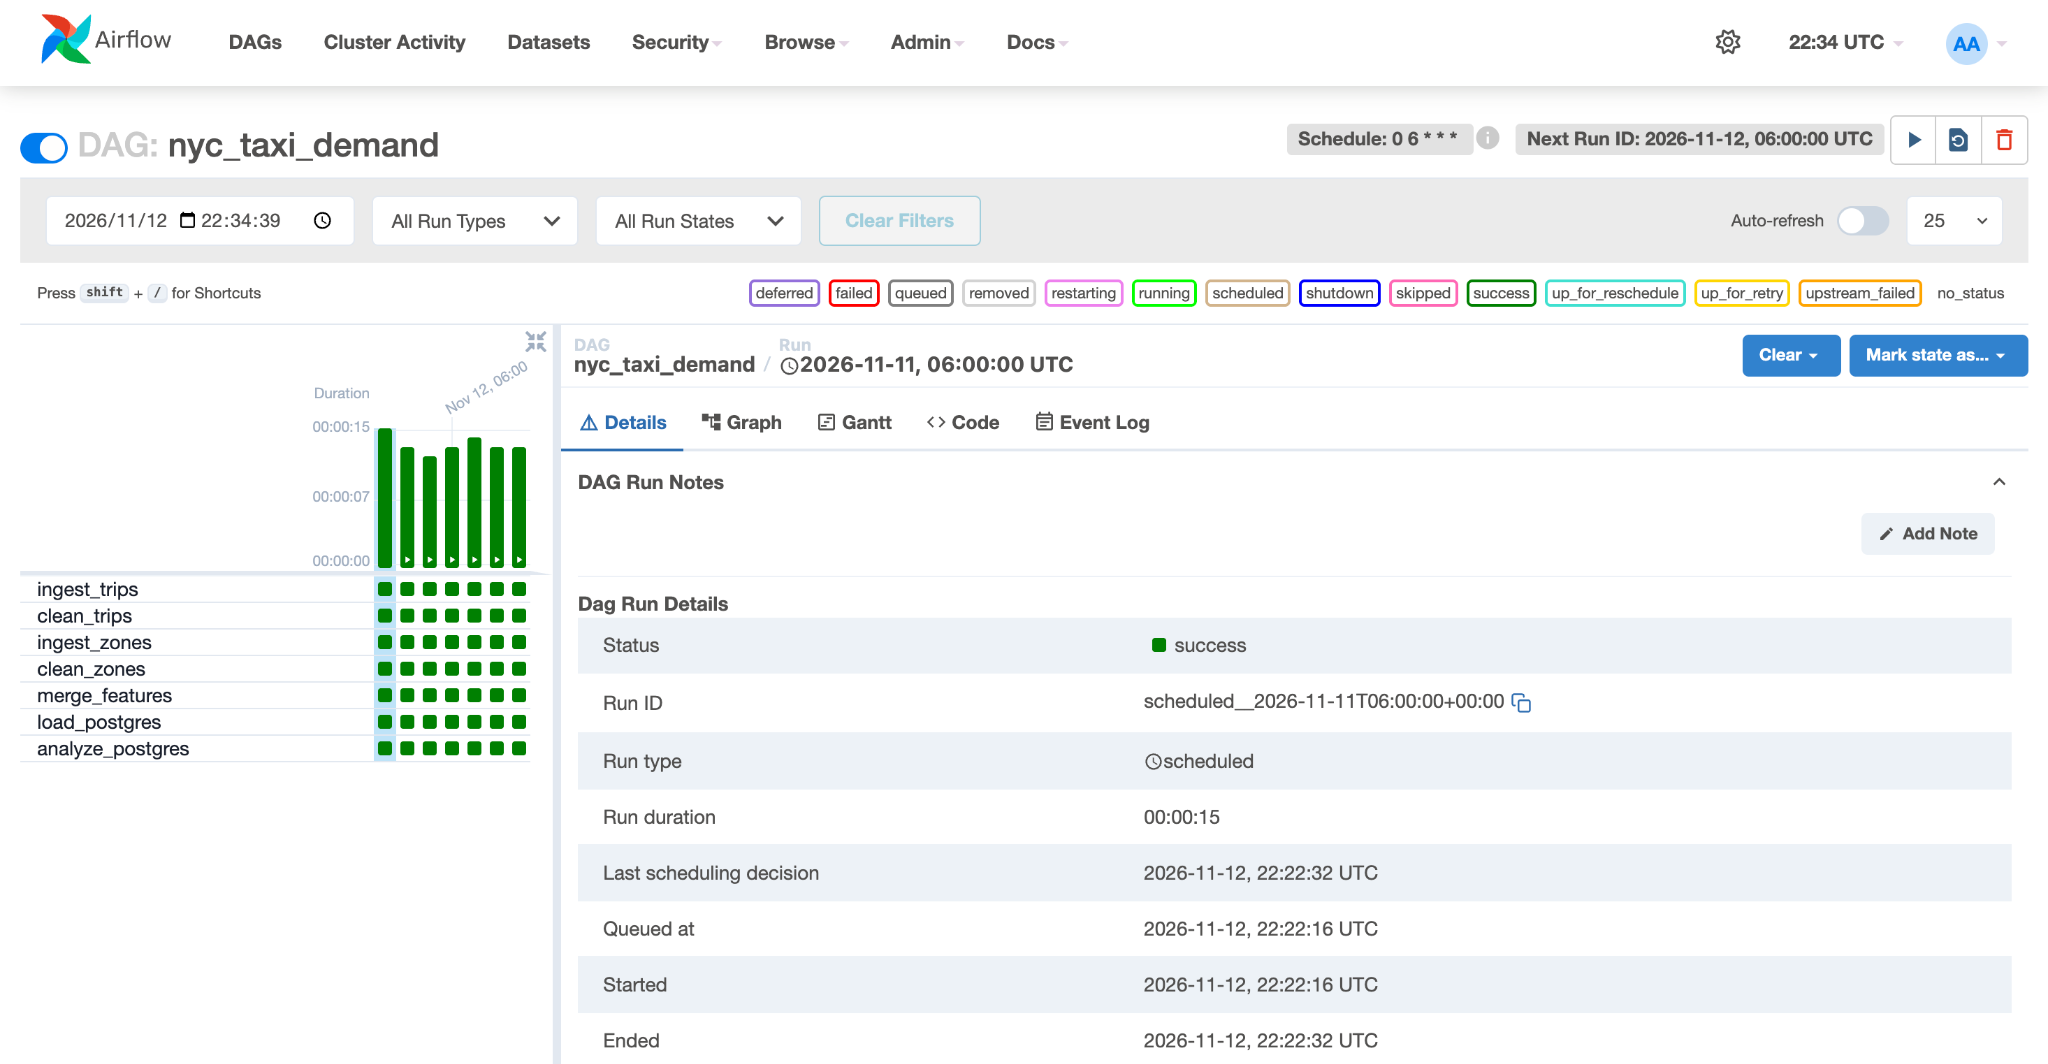 Airflow DAGs Cluster Activity Datasets Security Browse Admin Docs 22:34 UTC AA
DAG: nyc_taxi_demand Schedule: 0 6 * * * i Next Run ID: 2026-11-12, 06:00:00 UTC
2026/11/12 22:34:39 All Run Types All Run States Clear Filters Auto-refresh 25
Press shift + / for Shortcuts deferred failed queued removed restarting running scheduled shutdown skipped success up_for_reschedule up_for_retry upstream_failed no_status
Duration
Nov 12, 06:00
00:00:15
00:00:07
00:00:00
ingest_trips
clean_trips
ingest_zones
clean_zones
merge_features
load_postgres
analyze_postgres
DAG Run
nyc_taxi_demand / 2026-11-11, 06:00:00 UTC
Clear Mark state as...
Details Graph Gantt Code Event Log
DAG Run Notes
Add Note
Dag Run Details
Status success
Run ID scheduled__2026-11-11T06:00:00+00:00
Run type scheduled
Run duration 00:00:15
Last scheduling decision 2026-11-12, 22:22:32 UTC
Queued at 2026-11-12, 22:22:16 UTC
Started 2026-11-12, 22:22:16 UTC
Ended 2026-11-12, 22:22:32 UTC